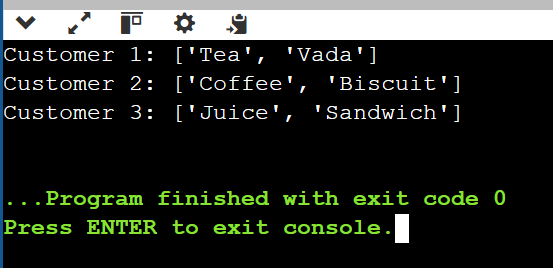 Customer 1: ['Tea', 'Vada']
Customer 2: ['Coffee', 'Biscuit']
Customer 3: ['Juice', 'Sandwich']
...Program finished with exit code 0
Press ENTER to exit console.